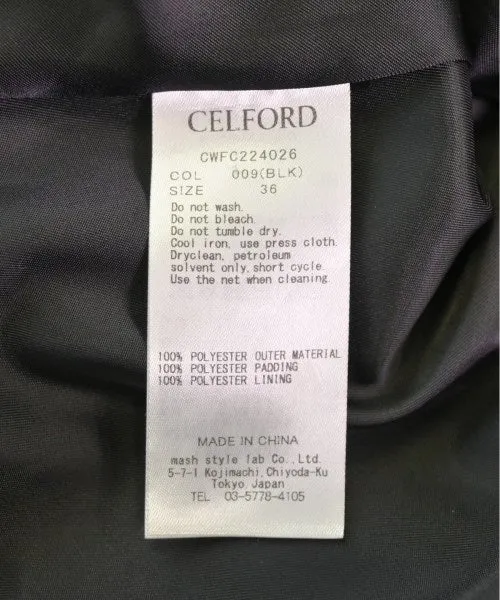 CELFORD
CWFC224026
COL 009(BLK)
SIZE 36
Do not wash.
Do not bleach.
Do not tumble dry.
Cool iron, use press cloth.
Dryclean, petroleum
solvent only, short cycle.
Use the net when cleaning.
100% POLYESTER OUTER MATERIAL
100% POLYESTER PADDING
100% POLYESTER LINING
MADE IN CHINA
mash style lab Co., Ltd.
5-7-1 Kojimachi, Chiyoda-Ku
Tokyo Japan
TEL 03-5778-4105